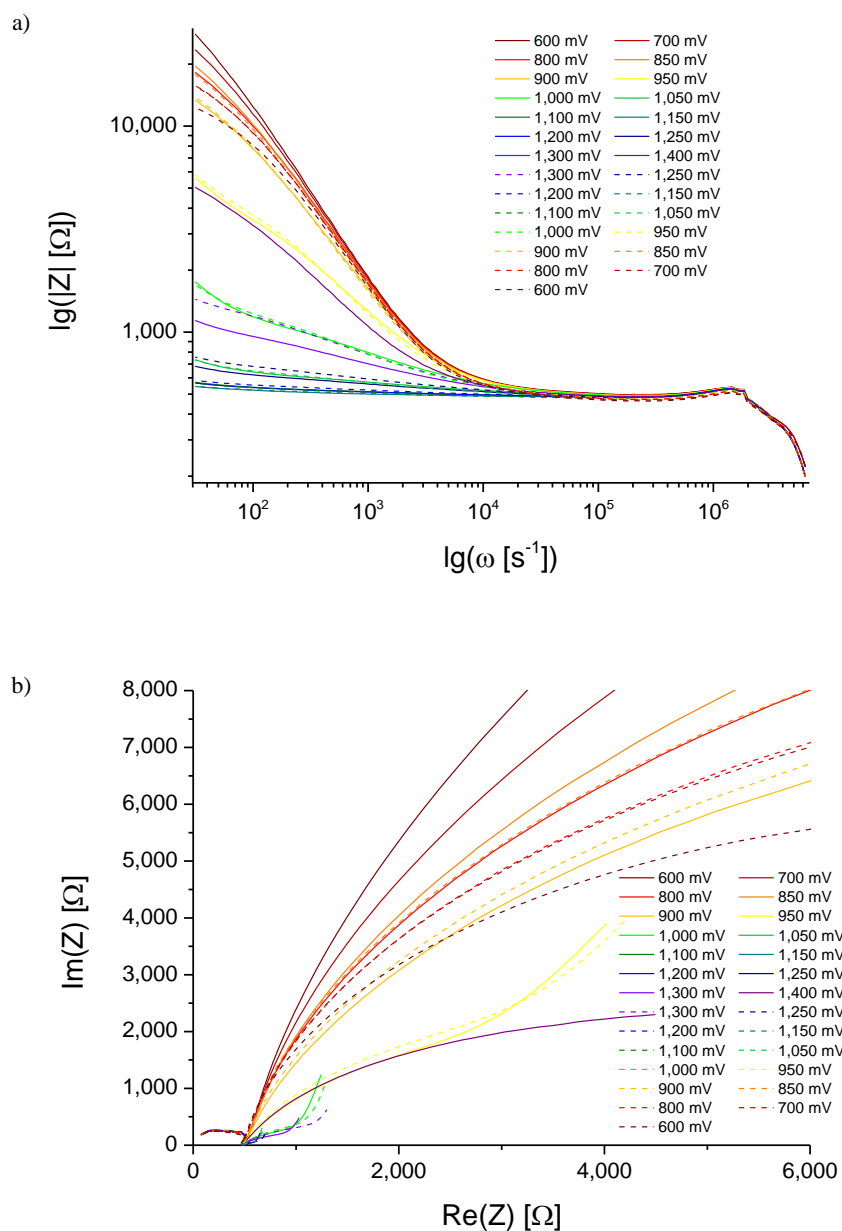 a)
600 mV 700 mV
800 mV 850 mV
900 mV 950 mV
1,000 mV 1,050 mV
1,100 mV 1,150 mV
1,200 mV 1,250 mV
1,300 mV 1,400 mV
1,300 mV 1,250 mV
1,200 mV 1,150 mV
1,100 mV 1,050 mV
1,000 mV 950 mV
900 mV 850 mV
800 mV 700 mV
600 mV
10,000
1,000
lg(|Z| [Ω])
10² 10³ 10⁴ 10⁵ 10⁶
lg(ω [s⁻¹])
b)
8,000
7,000
6,000
5,000
4,000
3,000
2,000
1,000
0
Im(Z) [Ω]
600 mV 700 mV
800 mV 850 mV
900 mV 950 mV
1,000 mV 1,050 mV
1,100 mV 1,150 mV
1,200 mV 1,250 mV
1,300 mV 1,400 mV
1,300 mV 1,250 mV
1,200 mV 1,150 mV
1,100 mV 1,050 mV
1,000 mV 950 mV
900 mV 850 mV
800 mV 700 mV
600 mV
0 2,000 4,000 6,000
Re(Z) [Ω]